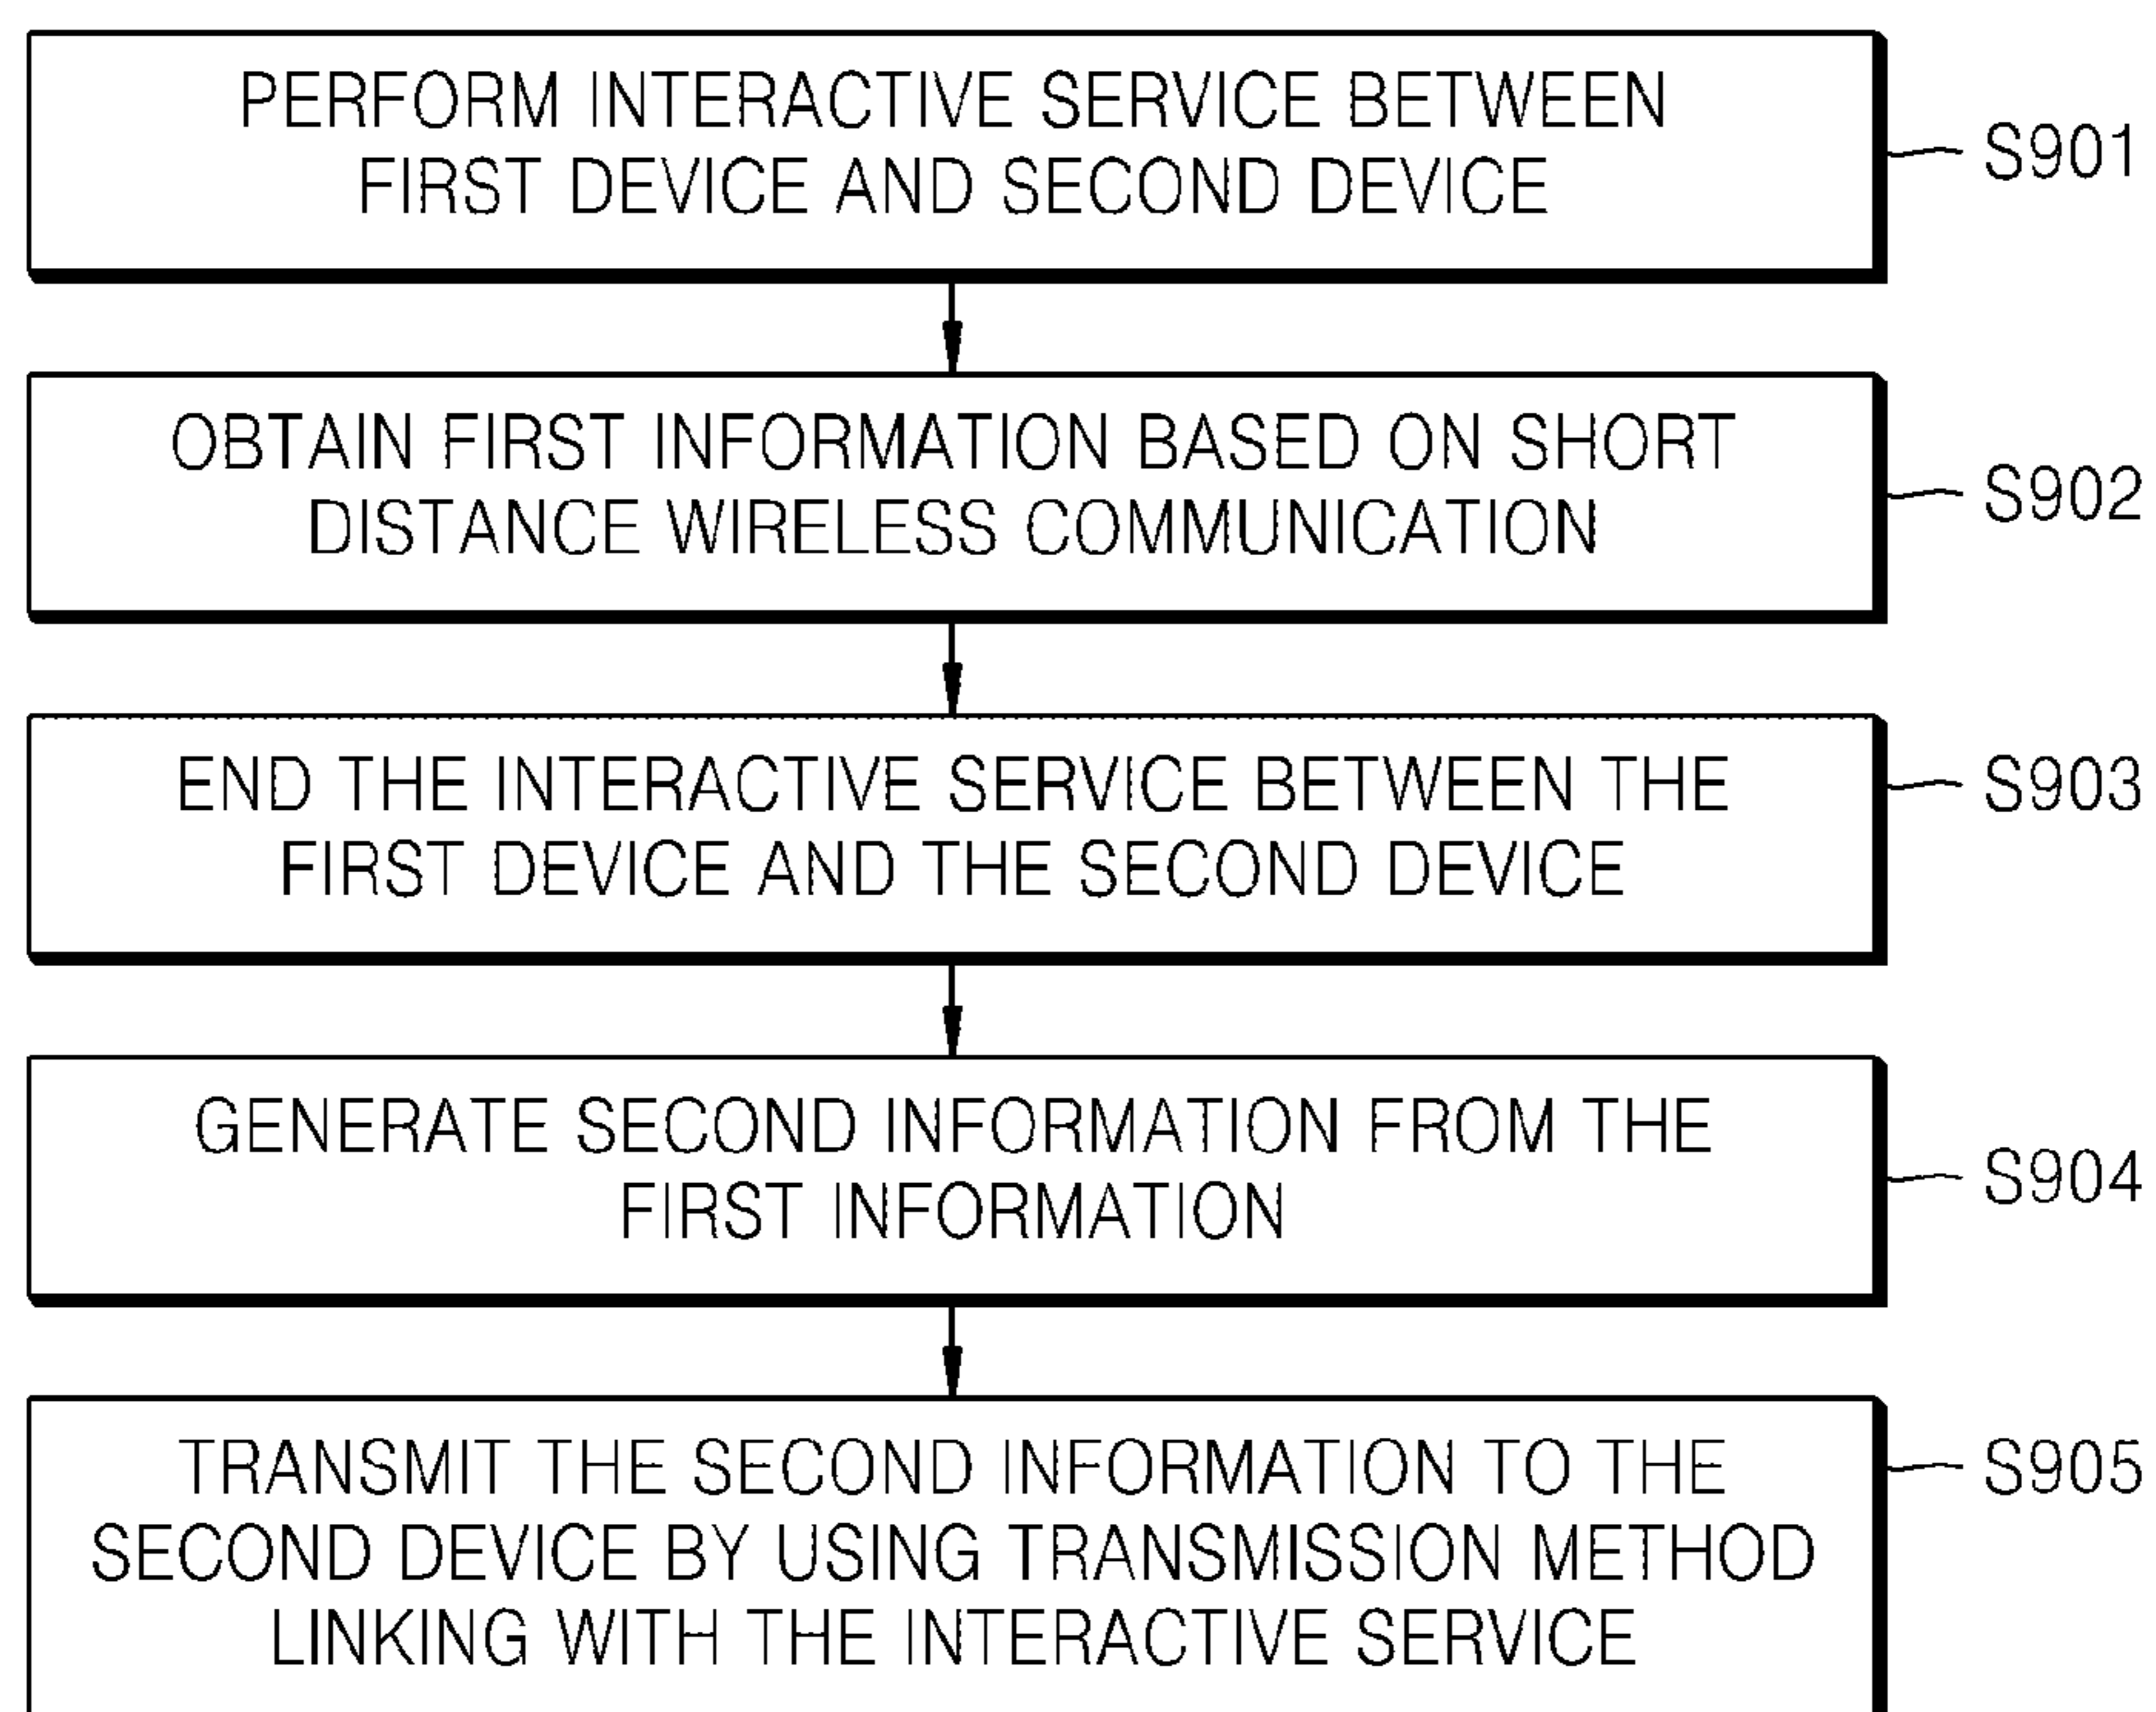 PERFORM INTERACTIVE SERVICE BETWEEN
FIRST DEVICE AND SECOND DEVICE
S901
OBTAIN FIRST INFORMATION BASED ON SHORT
DISTANCE WIRELESS COMMUNICATION
S902
END THE INTERACTIVE SERVICE BETWEEN THE
FIRST DEVICE AND THE SECOND DEVICE
S903
GENERATE SECOND INFORMATION FROM THE
FIRST INFORMATION
S904
TRANSMIT THE SECOND INFORMATION TO THE
SECOND DEVICE BY USING TRANSMISSION METHOD
LINKING WITH THE INTERACTIVE SERVICE
S905